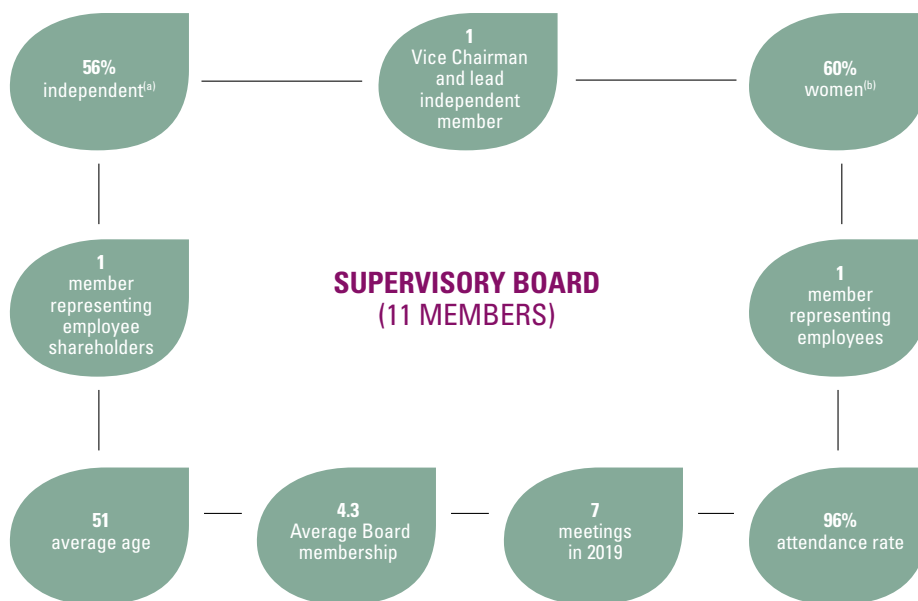 56%
independent(a)
1
Vice Chairman
and lead
independent
member
60%
women(b)
1
member
representing
employee
shareholders
SUPERVISORY BOARD
(11 MEMBERS)
1
member
representing
employees
51
average age
4.3
Average Board
membership
7
meetings
in 2019
96%
attendance rate